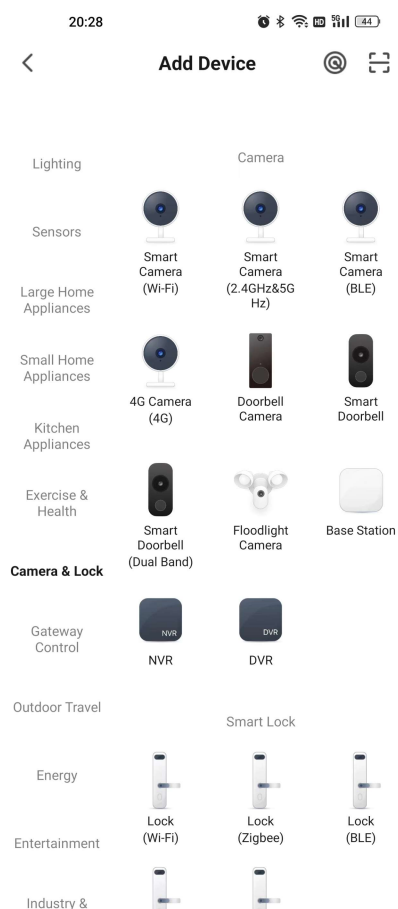 20:28
HD 5G 44
Add Device
Lighting
Sensors
Large Home
Appliances
Small Home
Appliances
Kitchen
Appliances
Exercise &
Health
Camera & Lock
Gateway
Control
Outdoor Travel
Energy
Entertainment
Industry &
Camera
Smart
Camera
(Wi-Fi)
Smart
Camera
(2.4GHz&5G
Hz)
Smart
Camera
(BLE)
4G Camera
(4G)
Doorbell
Camera
Smart
Doorbell
Smart
Doorbell
(Dual Band)
Floodlight
Camera
Base Station
NVR
NVR
DVR
DVR
Smart Lock
Lock
(Wi-Fi)
Lock
(Zigbee)
Lock
(BLE)